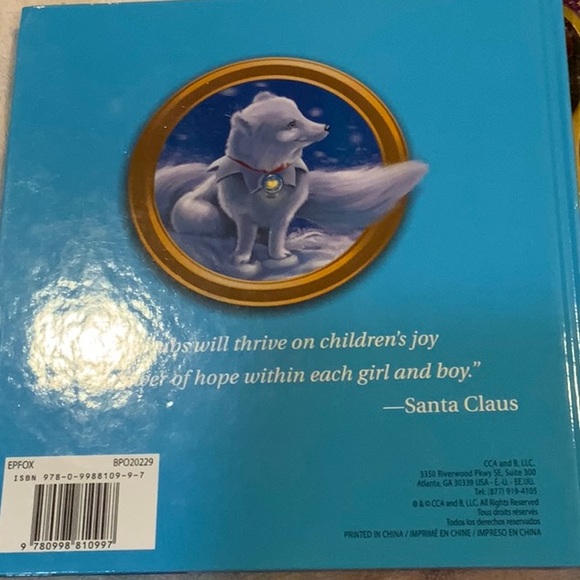 will thrive on children's joy
of hope within each girl and boy."
—Santa Claus
EPFOX BPO20229
ISBN 978-0-9988109-9-7
9 780998 810997
CCA and B, LLC.
3350 Riverwood Pkwy SE, Suite 300
Atlanta, GA 30339 USA - E. U. - EE.UU.
Tel: (877) 919-4105
® & © CCA and B, LLC. All Rights Reserved
Tous droits réservés
Todos los derechos reservados
PRINTED IN CHINA / IMPRIMÉ EN CHINE / IMPRESO EN CHINA